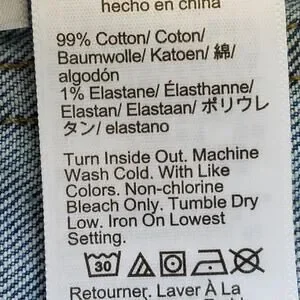 hecho en china
99% Cotton/ Coton/
Baumwolle/ Katoen/ 綿/
algodón
1% Elastane/ Élasthanne/
Elastan/ Elastaan/ ポリウレ
タン/ elastano
Turn Inside Out. Machine
Wash Cold. With Like
Colors. Non-chlorine
Bleach Only. Tumble Dry
Low. Iron On Lowest
Setting.
30
Retourner. Laver À La